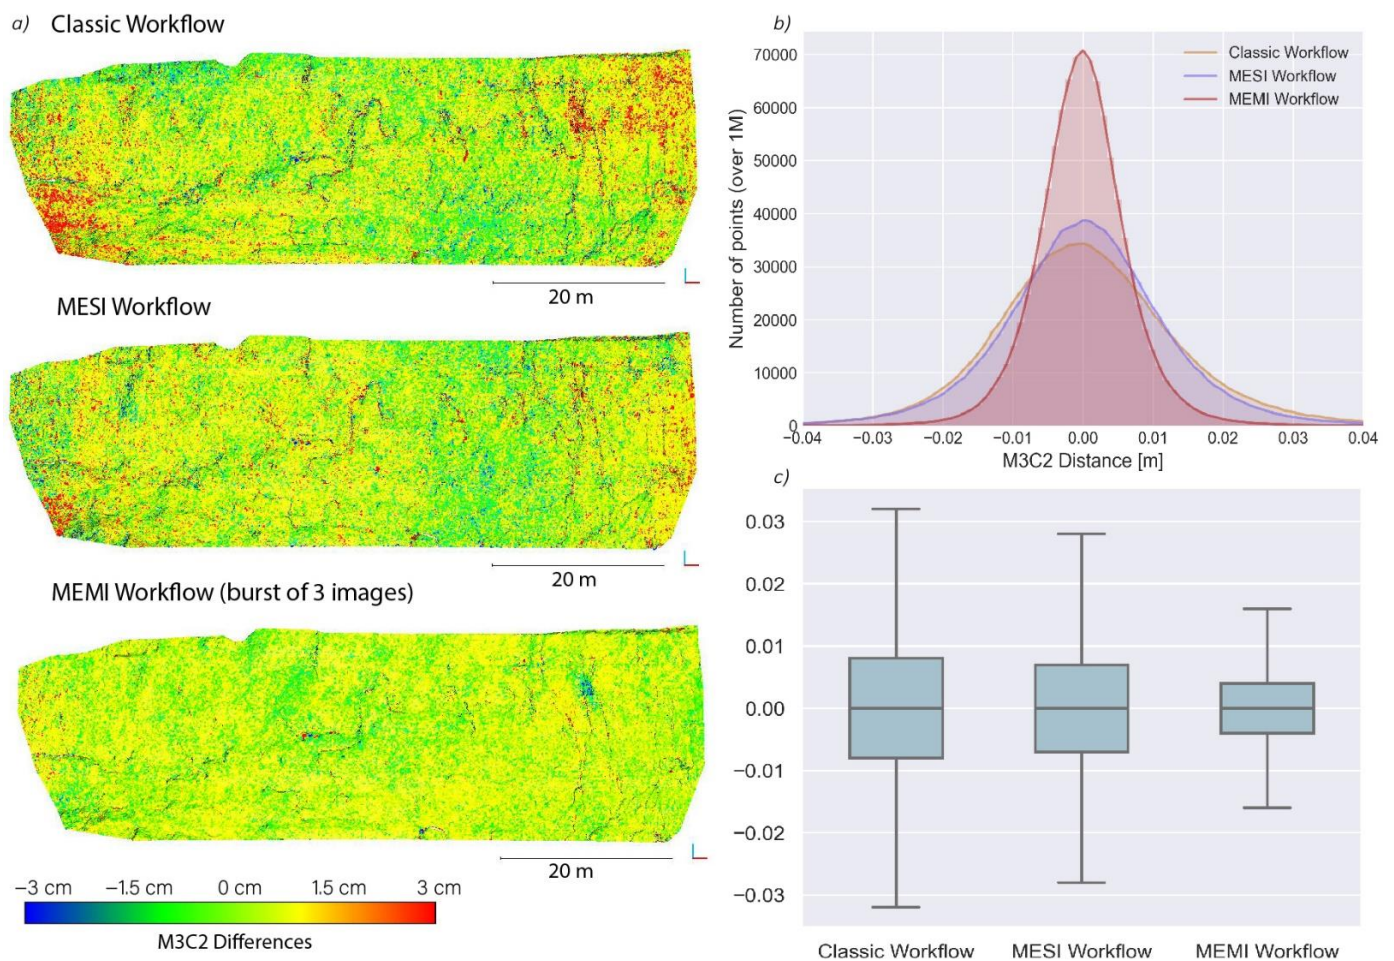 a) Classic Workflow
20 m
MESI Workflow
20 m
MEMI Workflow (burst of 3 images)
20 m
−3 cm −1.5 cm 0 cm 1.5 cm 3 cm
M3C2 Differences
b)
Classic Workflow
MESI Workflow
MEMI Workflow
Number of points (over 1M)
70000
60000
50000
40000
30000
20000
10000
0
−0.04 −0.03 −0.02 −0.01 0.00 0.01 0.02 0.03 0.04
M3C2 Distance [m]
c)
0.03
0.02
0.01
0.00
−0.01
−0.02
−0.03
Classic Workflow MESI Workflow MEMI Workflow